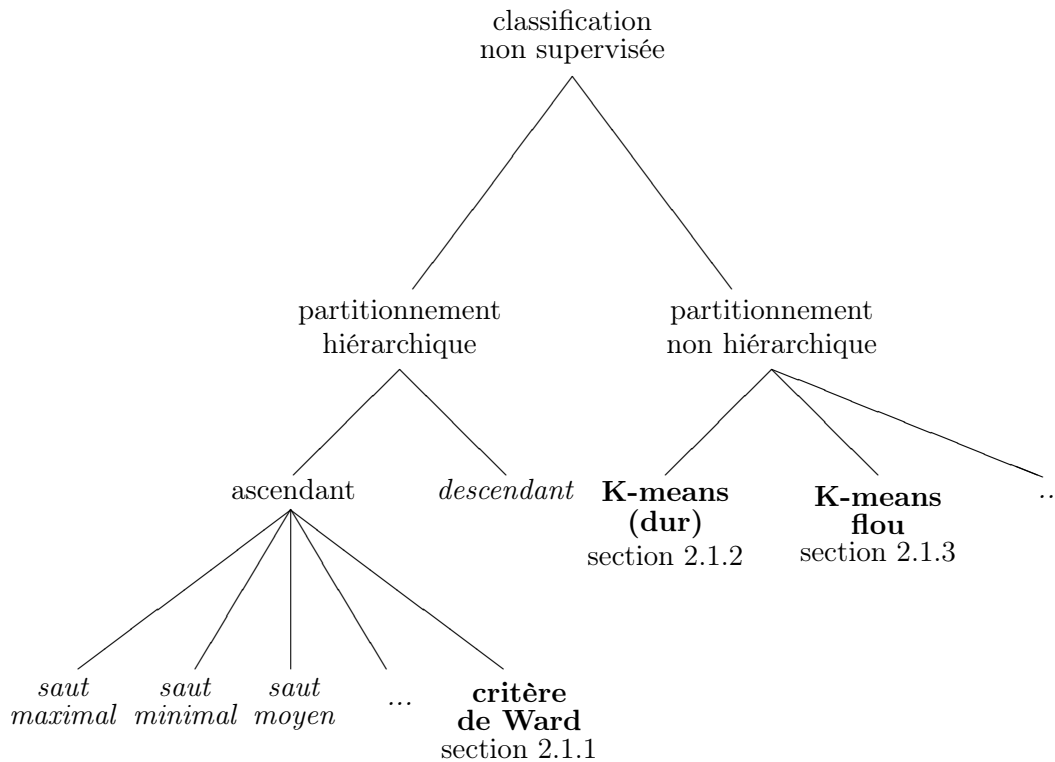 classification
non supervisée
partitionnement
hiérarchique
partitionnement
non hiérarchique
ascendant
descendant
K-means
(dur)
section 2.1.2
K-means
flou
section 2.1.3
..
saut
maximal
saut
minimal
saut
moyen
...
critère
de Ward
section 2.1.1